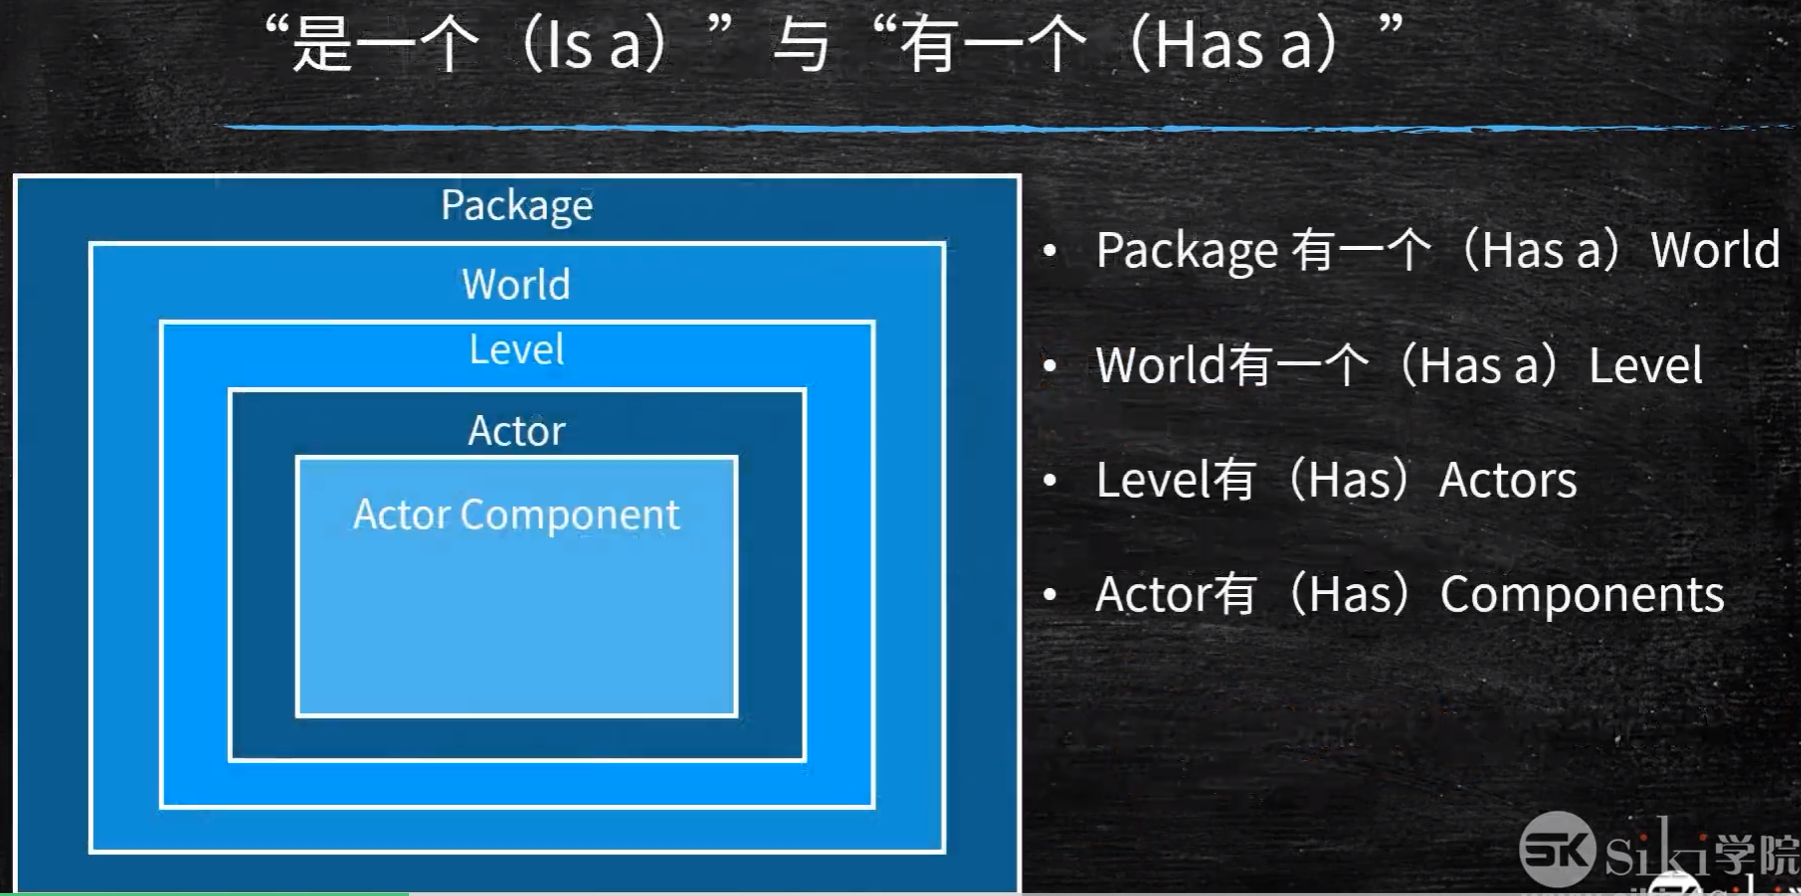 “是一个（Is a）”与“有一个（Has a）”
Package
World
Level
Actor
Actor Component
• Package 有一个（Has a）World
• World有一个（Has a）Level
• Level有（Has）Actors
• Actor有（Has）Components
SK siki学院